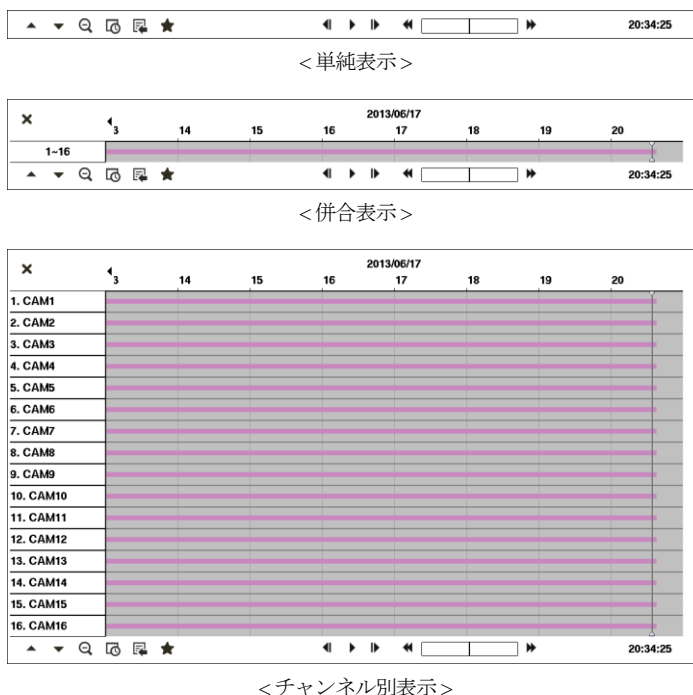 20:34:25
<単純表示>
2013/06/17
3 14 15 16 17 18 19 20
1~16
20:34:25
<併合表示>
2013/06/17
3 14 15 16 17 18 19 20
1. CAM1
2. CAM2
3. CAM3
4. CAM4
5. CAM5
6. CAM6
7. CAM7
8. CAM8
9. CAM9
10. CAM10
11. CAM11
12. CAM12
13. CAM13
14. CAM14
15. CAM15
16. CAM16
20:34:25
<チャンネル別表示>